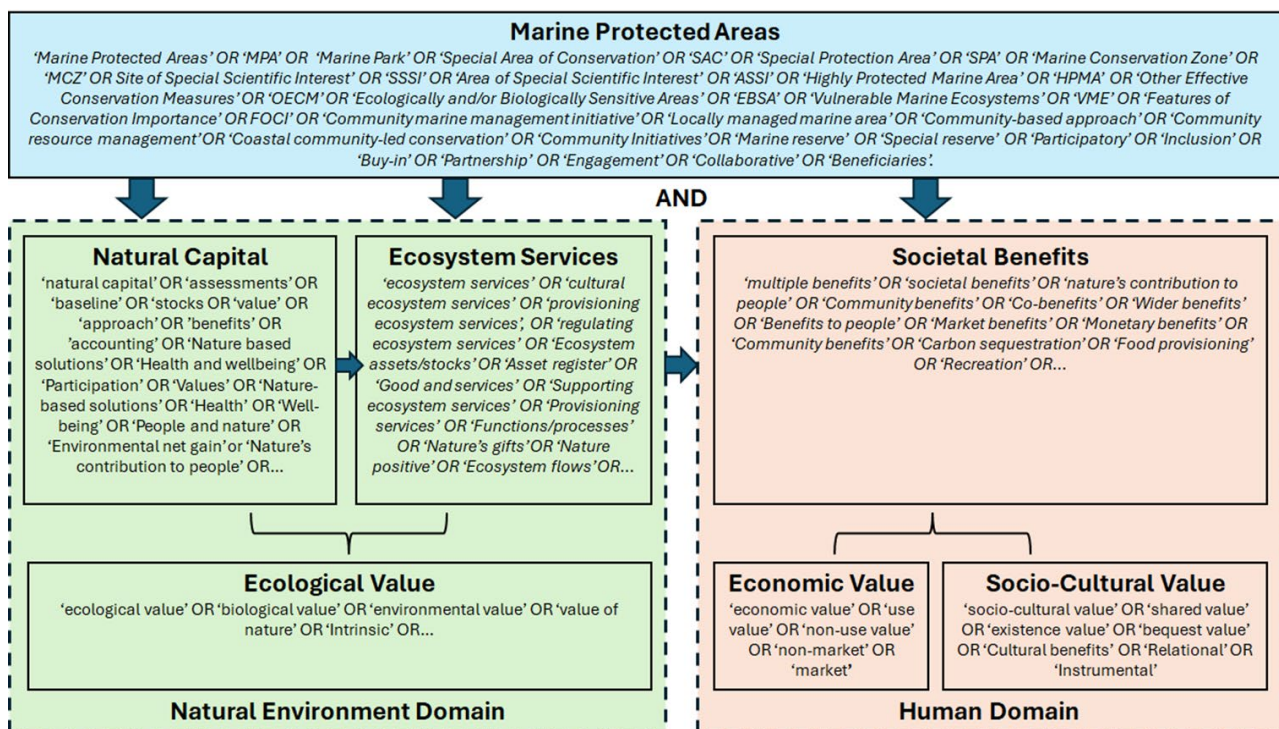 Marine Protected Areas
‘Marine Protected Areas’ OR ‘MPA’ OR ‘Marine Park’ OR ‘Special Area of Conservation’ OR ‘SAC’ OR ‘Special Protection Area’ OR ‘SPA’ OR ‘Marine Conservation Zone’ OR
‘MCZ’ OR Site of Special Scientific Interest’ OR ‘SSSI’ OR ‘Area of Special Scientific Interest’ OR ‘ASSI’ OR ‘Highly Protected Marine Area’ OR ‘HPMA’ OR ‘Other Effective
Conservation Measures’ OR ‘OECM’ OR ‘Ecologically and/or Biologically Sensitive Areas’ OR ‘EBSA’ OR ‘Vulnerable Marine Ecosystems’ OR ‘VME’ OR ‘Features of
Conservation Importance’ OR FOCI’ OR ‘Community marine management initiative’ OR ‘Locally managed marine area’ OR ‘Community-based approach’ OR ‘Community
resource management’ OR ‘Coastal community-led conservation’ OR ‘Community Initiatives’ OR ‘Marine reserve’ OR ‘Special reserve’ OR ‘Participatory’ OR ‘Inclusion’ OR
‘Buy-in’ OR ‘Partnership’ OR ‘Engagement’ OR ‘Collaborative’ OR ‘Beneficiaries’.
AND
Natural Capital
‘natural capital’ OR ‘assessments’ OR
‘baseline’ OR ‘stocks OR ‘value’ OR
‘approach’ OR ’benefits’ OR
‘accounting’ OR ‘Nature based
solutions’ OR ‘Health and wellbeing’ OR
‘Participation’ OR ‘Values’ OR ‘Nature-
based solutions’ OR ‘Health’ OR ‘Well-
being’ OR ‘People and nature’ OR
‘Environmental net gain’ or ‘Nature’s
contribution to people’ OR...
Ecosystem Services
‘ecosystem services’ OR ‘cultural
ecosystem services’ OR ‘provisioning
ecosystem services’, OR ‘regulating
ecosystem services’ OR ‘Ecosystem
assets/stocks’ OR ‘Asset register’ OR
‘Good and services’ OR ‘Supporting
ecosystem services’ OR ‘Provisioning
services’ OR ‘Functions/processes’
OR ‘Nature’s gifts’ OR ‘Nature
positive’ OR ‘Ecosystem flows’ OR...
Societal Benefits
‘multiple benefits’ OR ‘societal benefits’ OR ‘nature’s contribution to
people’ OR ‘Community benefits’ OR ‘Co-benefits’ OR ‘Wider benefits’
OR ‘Benefits to people’ OR ‘Market benefits’ OR ‘Monetary benefits’ OR
‘Community benefits’ OR ‘Carbon sequestration’ OR ‘Food provisioning’
OR ‘Recreation’ OR...
Ecological Value
‘ecological value’ OR ‘biological value’ OR ‘environmental value’ OR ‘value of
nature’ OR ‘Intrinsic’ OR...
Economic Value
‘economic value’ OR ‘use
value’ OR ‘non-use value’
OR ‘non-market’ OR
‘market’
Socio-Cultural Value
‘socio-cultural value’ OR ‘shared value’
OR ‘existence value’ OR ‘bequest value’
OR ‘Cultural benefits’ OR ‘Relational’ OR
‘Instrumental’
Natural Environment Domain
Human Domain